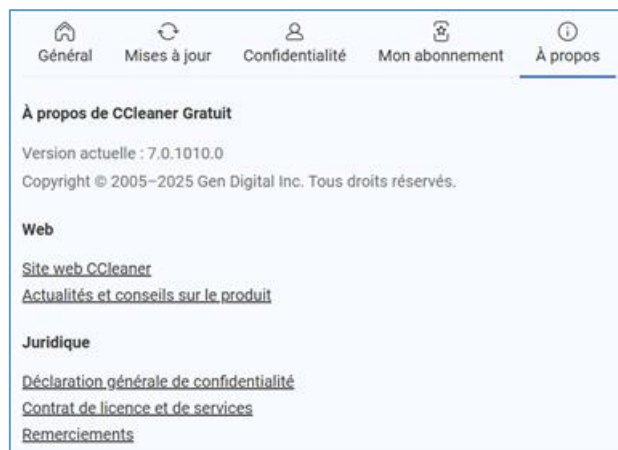 Général Mises à jour Confidentialité Mon abonnement À propos
À propos de CCleaner Gratuit
Version actuelle : 7.0.1010.0
Copyright © 2005–2025 Gen Digital Inc. Tous droits réservés.
Web
Site web CCleaner
Actualités et conseils sur le produit
Juridique
Déclaration générale de confidentialité
Contrat de licence et de services
Remerciements